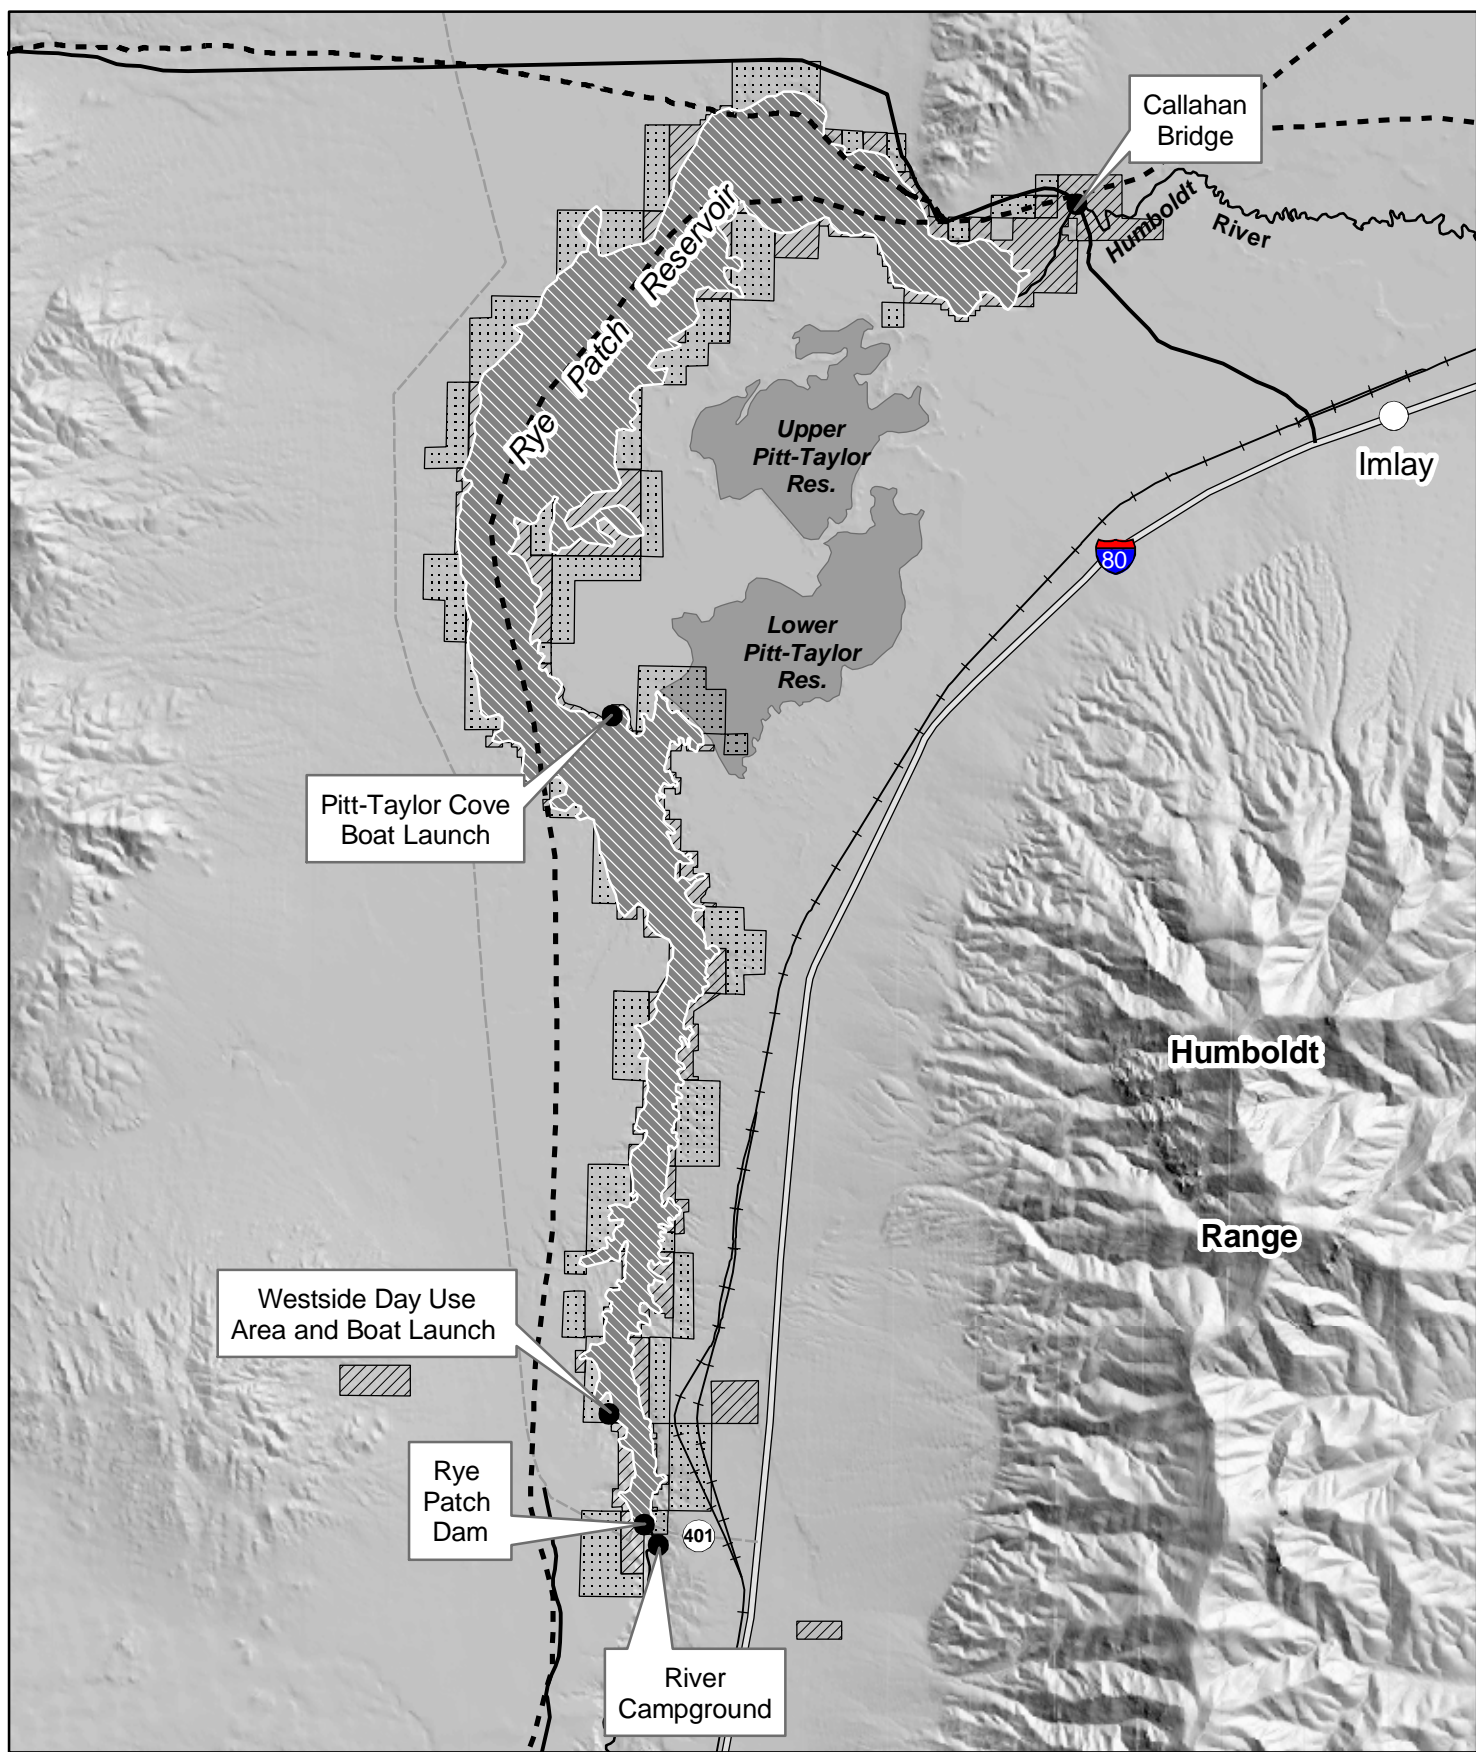 Callahan
Bridge
Humboldt
River
Rye Patch Reservoir
Upper
Pitt-Taylor
Res.
Imlay
80
Lower
Pitt-Taylor
Res.
Pitt-Taylor Cove
Boat Launch
Humboldt
Range
Westside Day Use
Area and Boat Launch
Rye
Patch
Dam
401
River
Campground